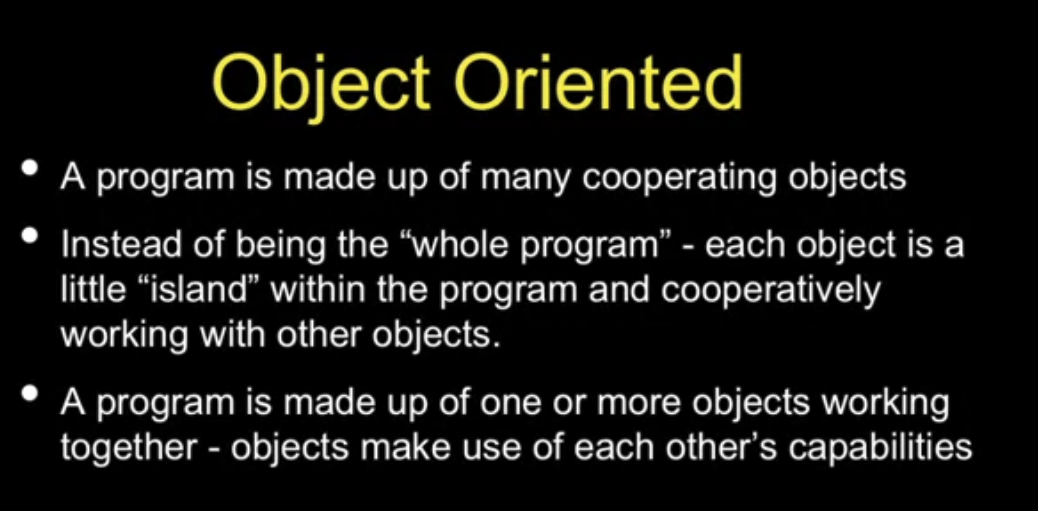 Object Oriented
• A program is made up of many cooperating objects
• Instead of being the “whole program” - each object is a
little “island” within the program and cooperatively
working with other objects.
• A program is made up of one or more objects working
together - objects make use of each other’s capabilities